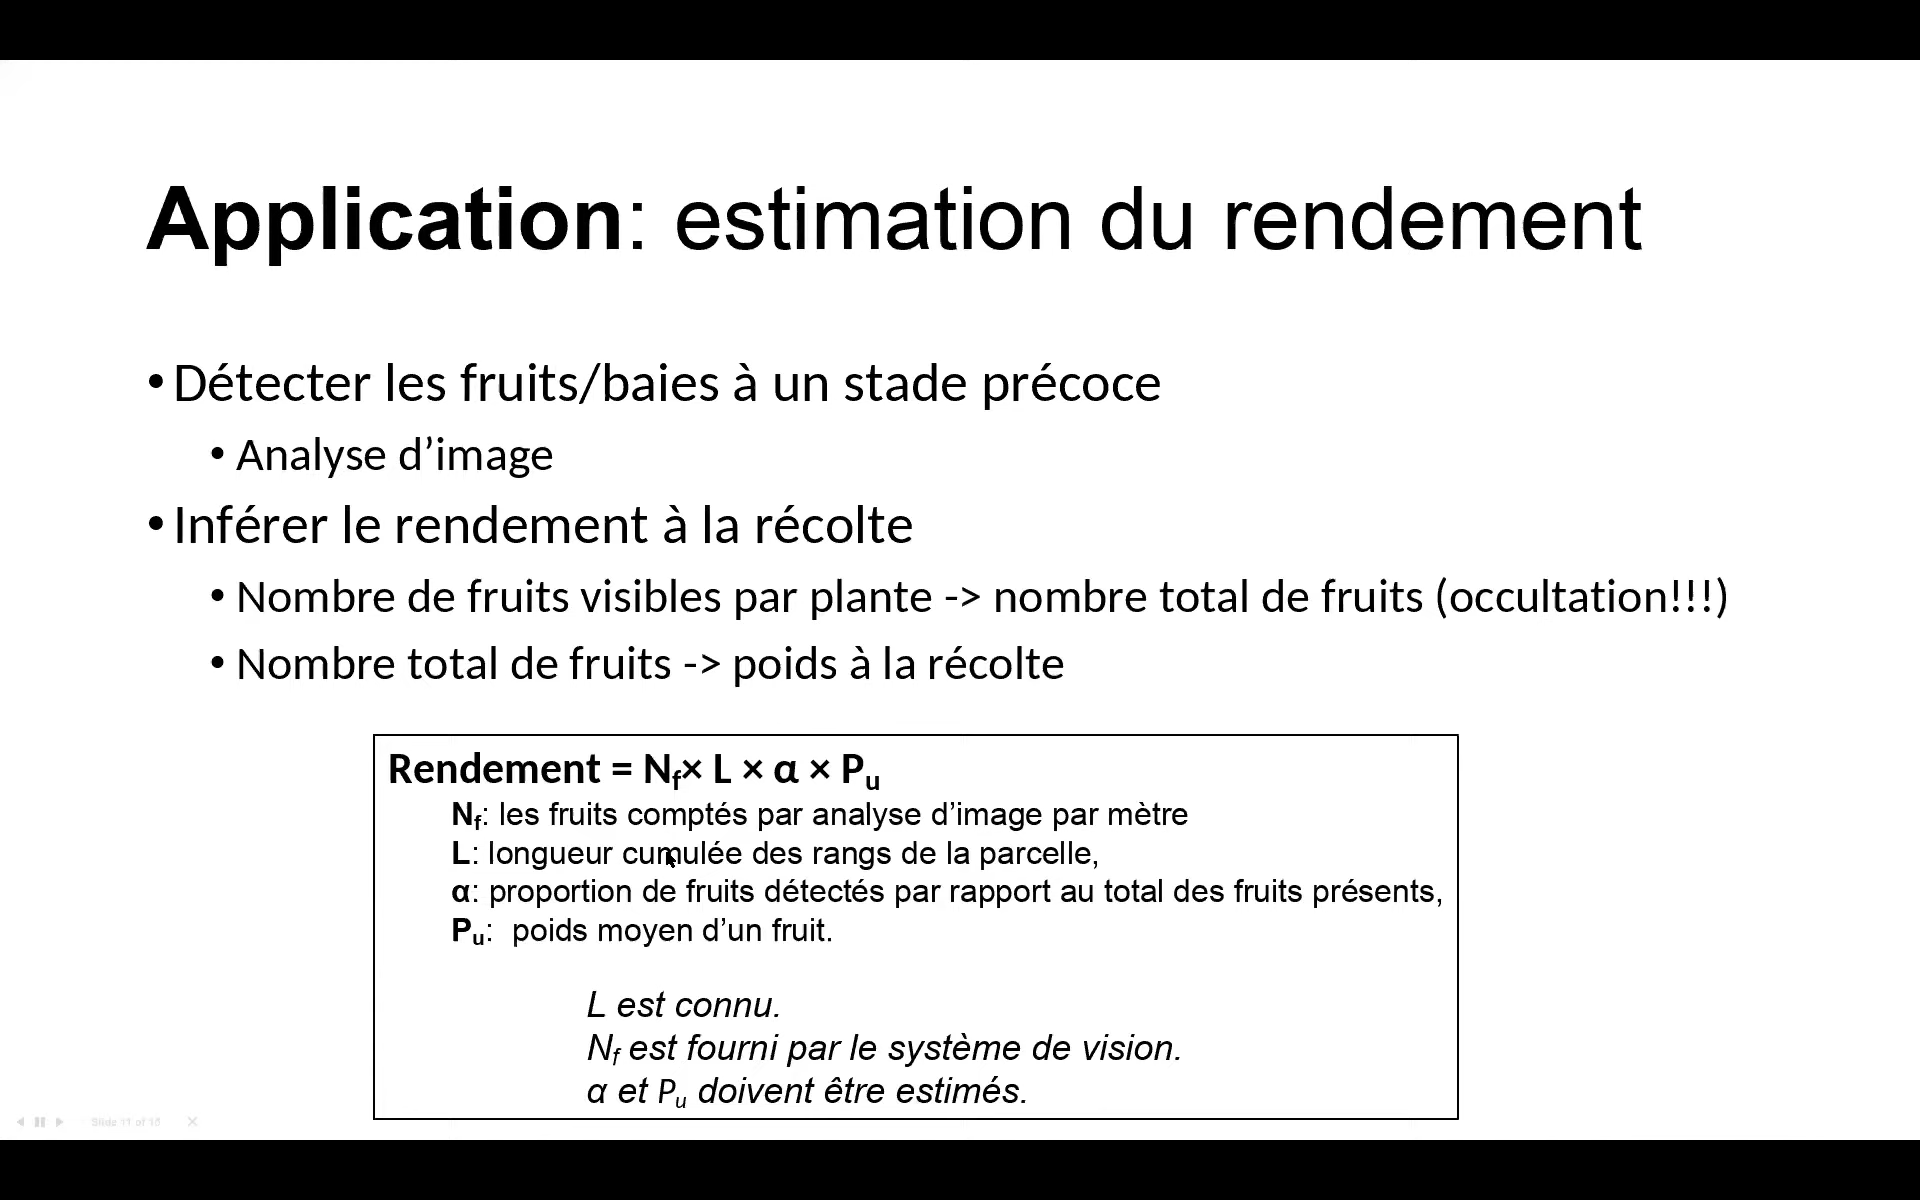 Application: estimation du rendement
• Détecter les fruits/baies à un stade précoce
• Analyse d’image
• Inférer le rendement à la récolte
• Nombre de fruits visibles par plante -> nombre total de fruits (occultation!!!)
• Nombre total de fruits -> poids à la récolte
Rendement = Nf× L × α × Pu
Nf: les fruits comptés par analyse d’image par mètre
L: longueur cumulée des rangs de la parcelle,
α: proportion de fruits détectés par rapport au total des fruits présents,
Pu: poids moyen d’un fruit.
L est connu.
Nf est fourni par le système de vision.
α et Pu doivent être estimés.